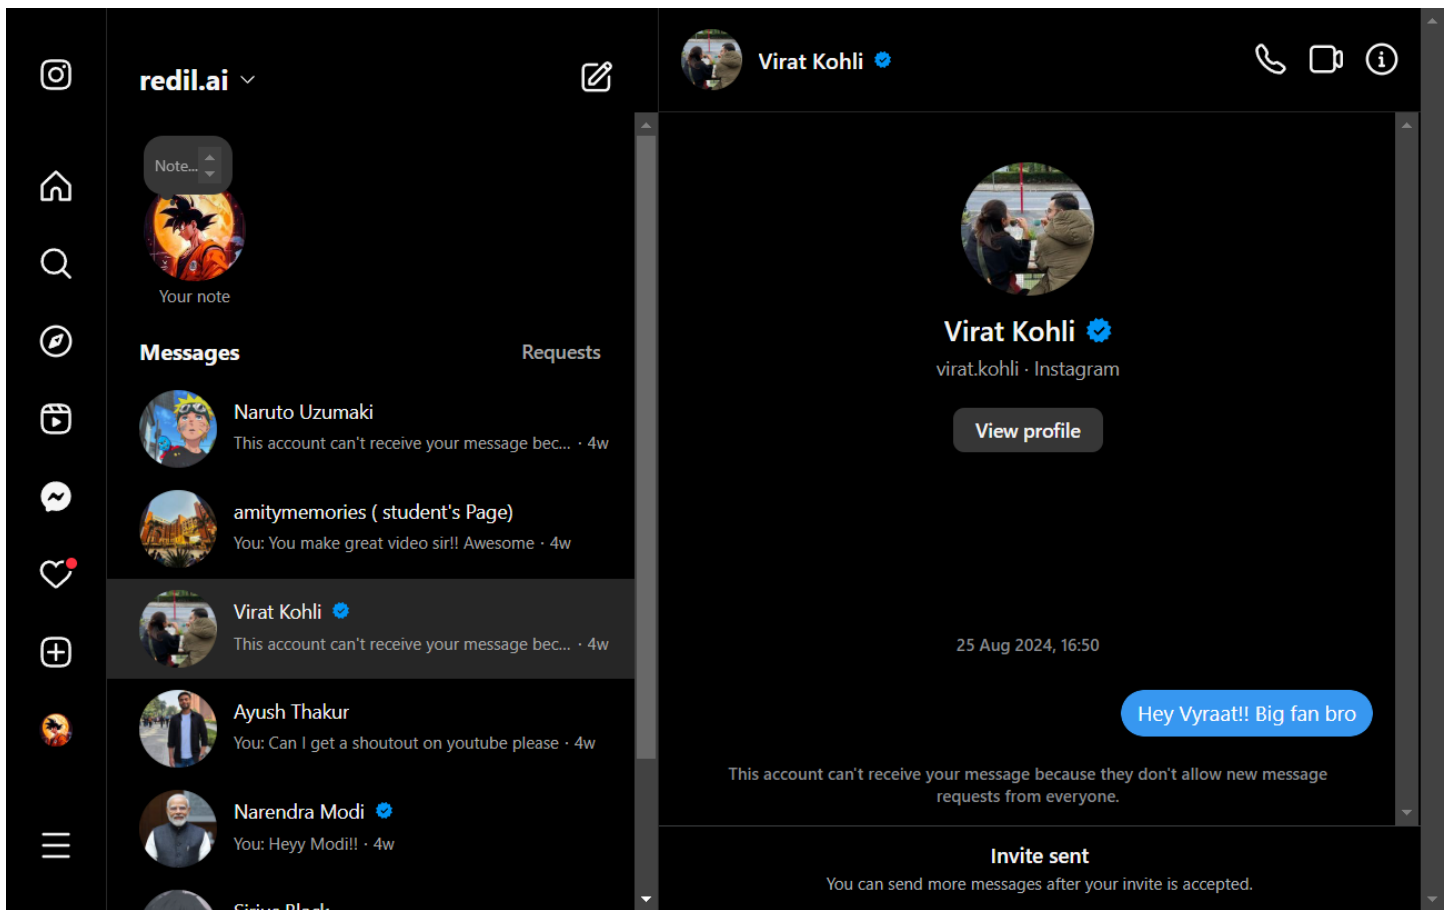 redil.ai
Note...
Your note
Messages
Requests
Naruto Uzumaki
This account can't receive your message bec... · 4w
amitymemories ( student's Page)
You: You make great video sir!! Awesome · 4w
Virat Kohli
This account can't receive your message bec... · 4w
Ayush Thakur
You: Can I get a shoutout on youtube please · 4w
Narendra Modi
You: Heyy Modi!! · 4w
Sirius Black
Virat Kohli
Virat Kohli
virat.kohli · Instagram
View profile
25 Aug 2024, 16:50
Hey Vyraat!! Big fan bro
This account can't receive your message because they don't allow new message
requests from everyone.
Invite sent
You can send more messages after your invite is accepted.